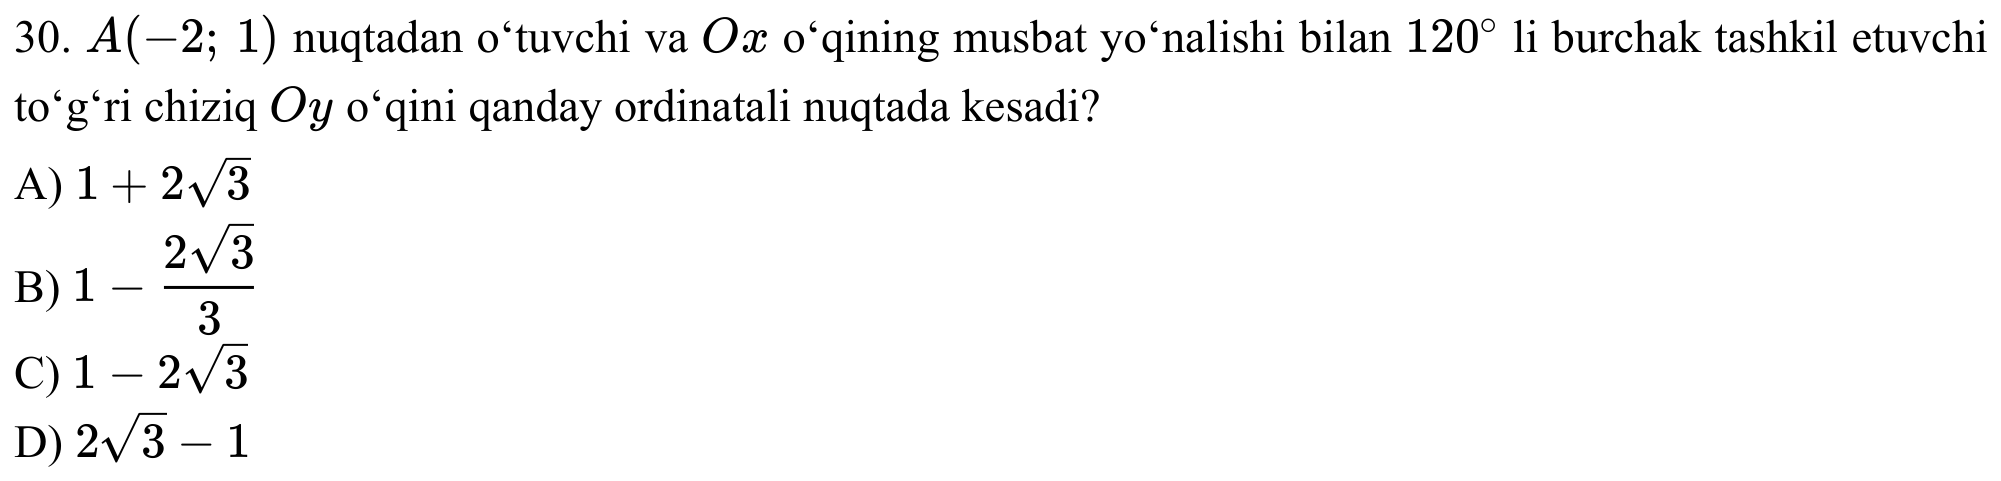 30. A(−2; 1) nuqtadan o‘tuvchi va Ox o‘qining musbat yo‘nalishi bilan 120° li burchak tashkil etuvchi
to‘g‘ri chiziq Oy o‘qini qanday ordinatali nuqtada kesadi?
A) 1 + 2√3
B) 1 − 2√3/3
C) 1 − 2√3
D) 2√3 − 1